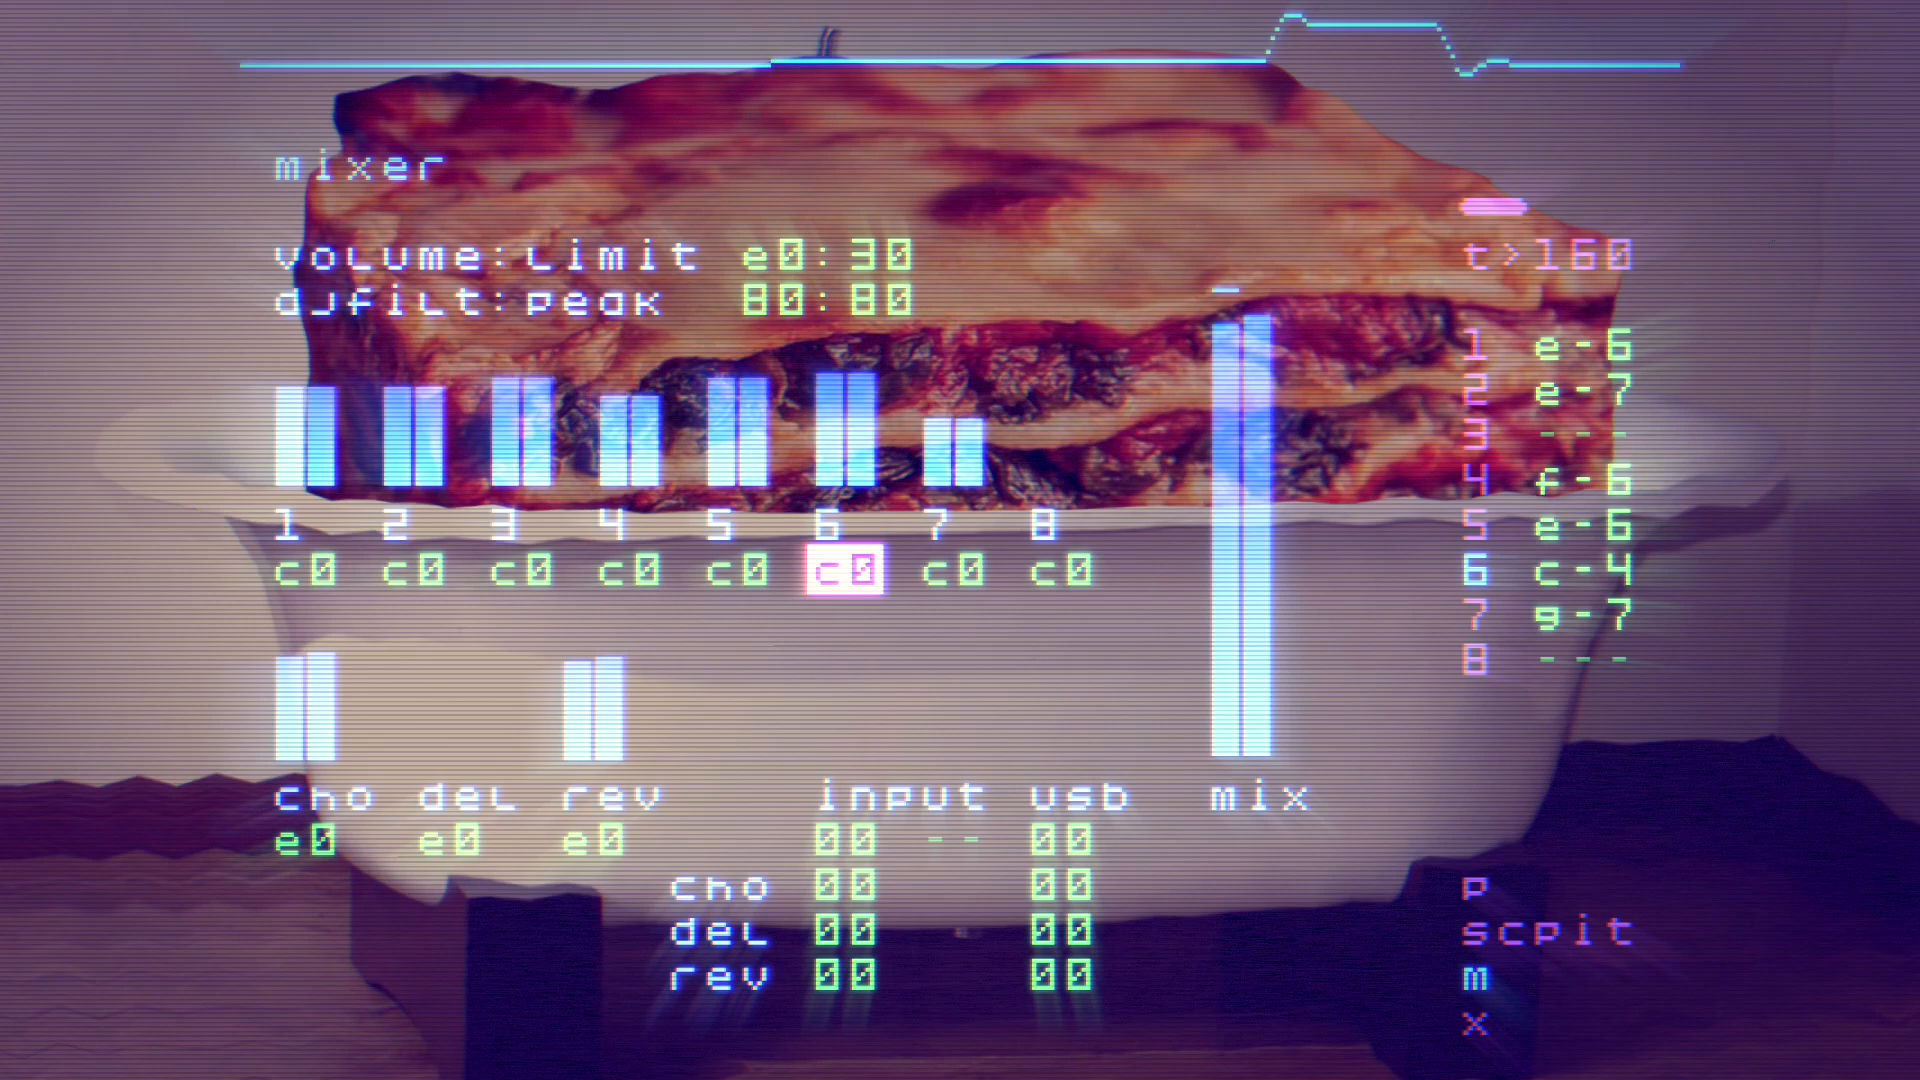 mixer
volume:limit e0:30
djfilt:peak 80:80
t>160
1 e-6
2 e-7
3 ---
4 f-6
5 e-6
6 c-4
7 g-7
8 ---
1 2 3 4 5 6 7 8
c0 c0 c0 c0 c0 c0 c0 c0
cho del rev input usb mix
e0 e0 e0 00 -- 00
cho 00 00
del 00 00
rev 00 00
p
scpit
m
x